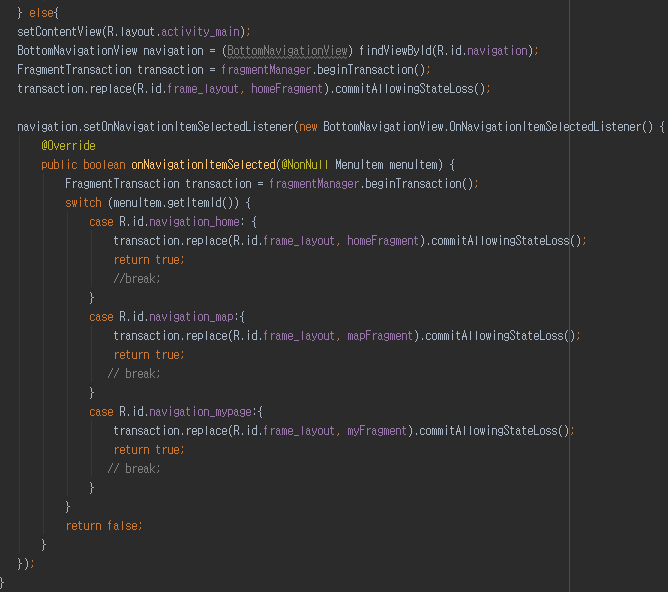 } else{
setContentView(R.layout.activity_main);
BottomNavigationView navigation = (BottomNavigationView) findViewById(R.id.navigation);
FragmentTransaction transaction = fragmentManager.beginTransaction();
transaction.replace(R.id.frame_layout, homeFragment).commitAllowingStateLoss();
navigation.setOnNavigationItemSelectedListener(new BottomNavigationView.OnNavigationItemSelectedListener() {
@Override
public boolean onNavigationItemSelected(@NonNull MenuItem menuItem) {
FragmentTransaction transaction = fragmentManager.beginTransaction();
switch (menuItem.getItemId()) {
case R.id.navigation_home: {
transaction.replace(R.id.frame_layout, homeFragment).commitAllowingStateLoss();
return true;
//break;
}
case R.id.navigation_map:{
transaction.replace(R.id.frame_layout, mapFragment).commitAllowingStateLoss();
return true;
// break;
}
case R.id.navigation_mypage:{
transaction.replace(R.id.frame_layout, myFragment).commitAllowingStateLoss();
return true;
// break;
}
}
return false;
}
});
}